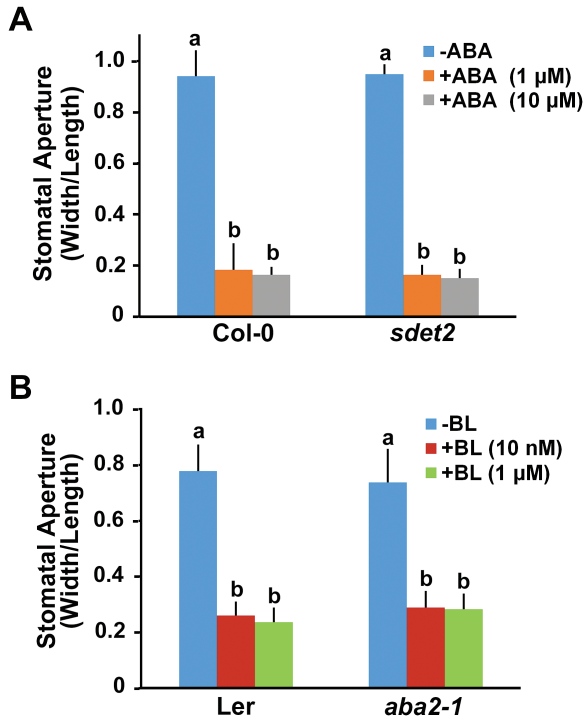 A
Stomatal Aperture
(Width/Length)
1.0
0.8
0.6
0.4
0.2
0
a
b
b
a
b
b
-ABA
+ABA (1 µM)
+ABA (10 µM)
Col-0
sdet2
B
Stomatal Aperture
(Width/Length)
1.0
0.8
0.6
0.4
0.2
0
a
b
b
a
b
b
-BL
+BL (10 nM)
+BL (1 µM)
Ler
aba2-1